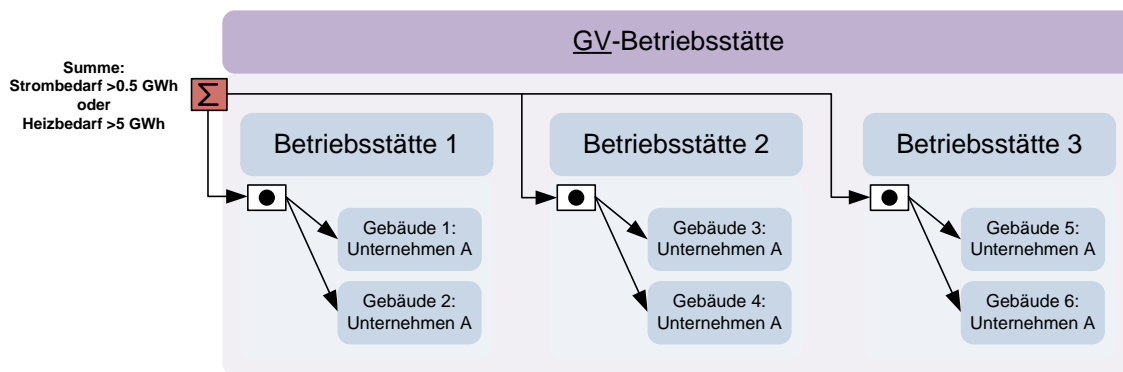 GV-Betriebsstätte
Summe:
Strombedarf >0.5 GWh
oder
Heizbedarf >5 GWh
Σ
Betriebsstätte 1
Betriebsstätte 2
Betriebsstätte 3
Gebäude 1:
Unternehmen A
Gebäude 2:
Unternehmen A
Gebäude 3:
Unternehmen A
Gebäude 4:
Unternehmen A
Gebäude 5:
Unternehmen A
Gebäude 6:
Unternehmen A